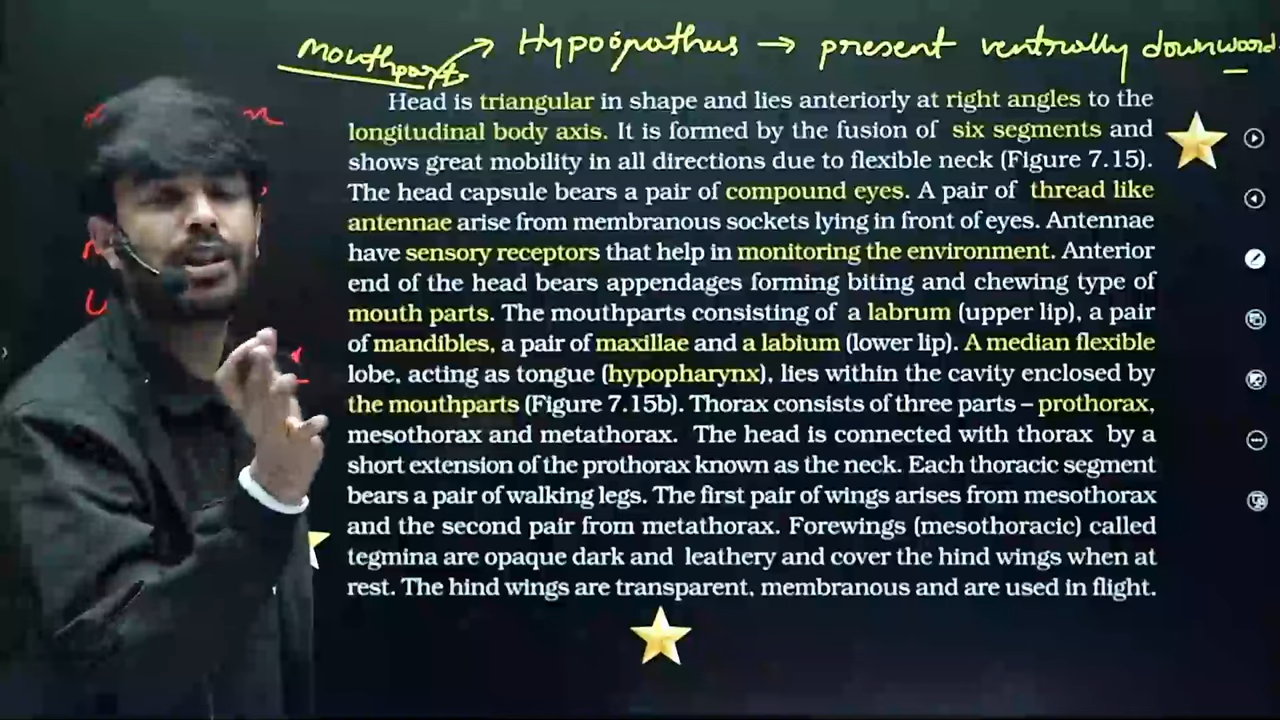 mouthparts → Hypognathus → present ventrally downward
Head is triangular in shape and lies anteriorly at right angles to the
longitudinal body axis. It is formed by the fusion of six segments and
shows great mobility in all directions due to flexible neck (Figure 7.15).
The head capsule bears a pair of compound eyes. A pair of thread like
antennae arise from membranous sockets lying in front of eyes. Antennae
have sensory receptors that help in monitoring the environment. Anterior
end of the head bears appendages forming biting and chewing type of
mouth parts. The mouthparts consisting of a labrum (upper lip), a pair
of mandibles, a pair of maxillae and a labium (lower lip). A median flexible
lobe, acting as tongue (hypopharynx), lies within the cavity enclosed by
the mouthparts (Figure 7.15b). Thorax consists of three parts – prothorax,
mesothorax and metathorax. The head is connected with thorax by a
short extension of the prothorax known as the neck. Each thoracic segment
bears a pair of walking legs. The first pair of wings arises from mesothorax
and the second pair from metathorax. Forewings (mesothoracic) called
tegmina are opaque dark and leathery and cover the hind wings when at
rest. The hind wings are transparent, membranous and are used in flight.